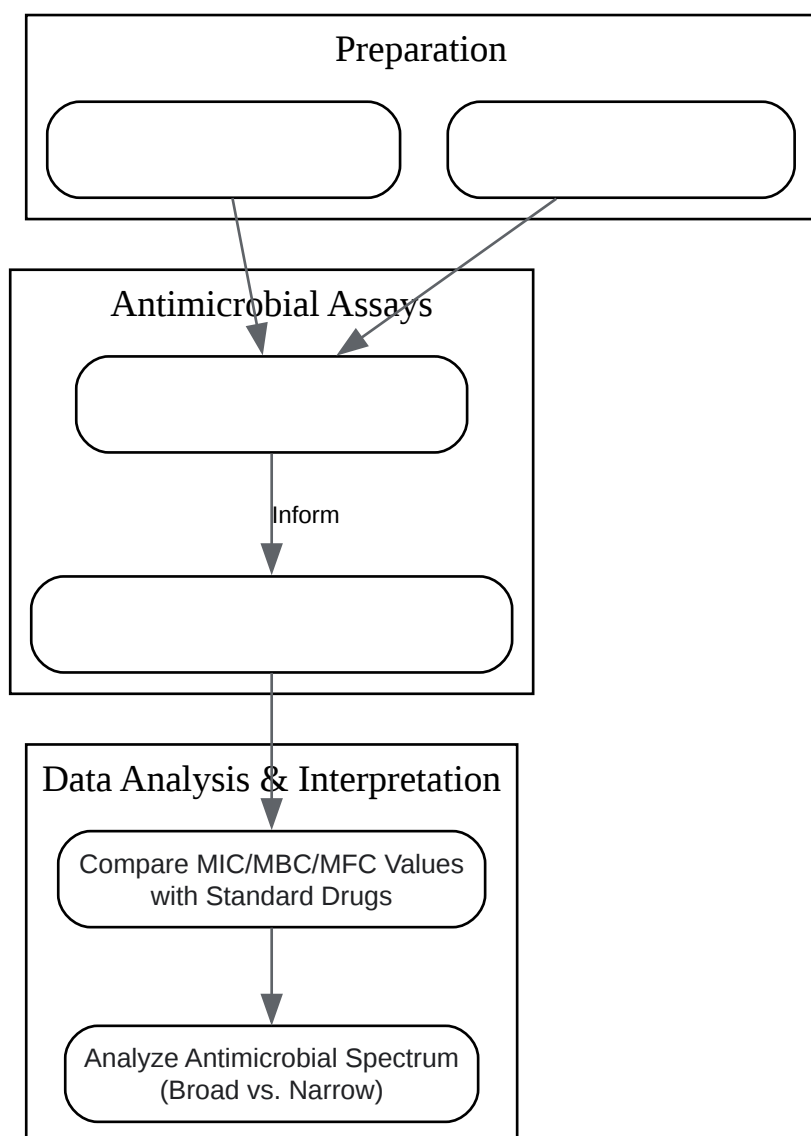 Preparation
Antimicrobial Assays
Inform
Data Analysis & Interpretation
Compare MIC/MBC/MFC Values
with Standard Drugs
Analyze Antimicrobial Spectrum
(Broad vs. Narrow)